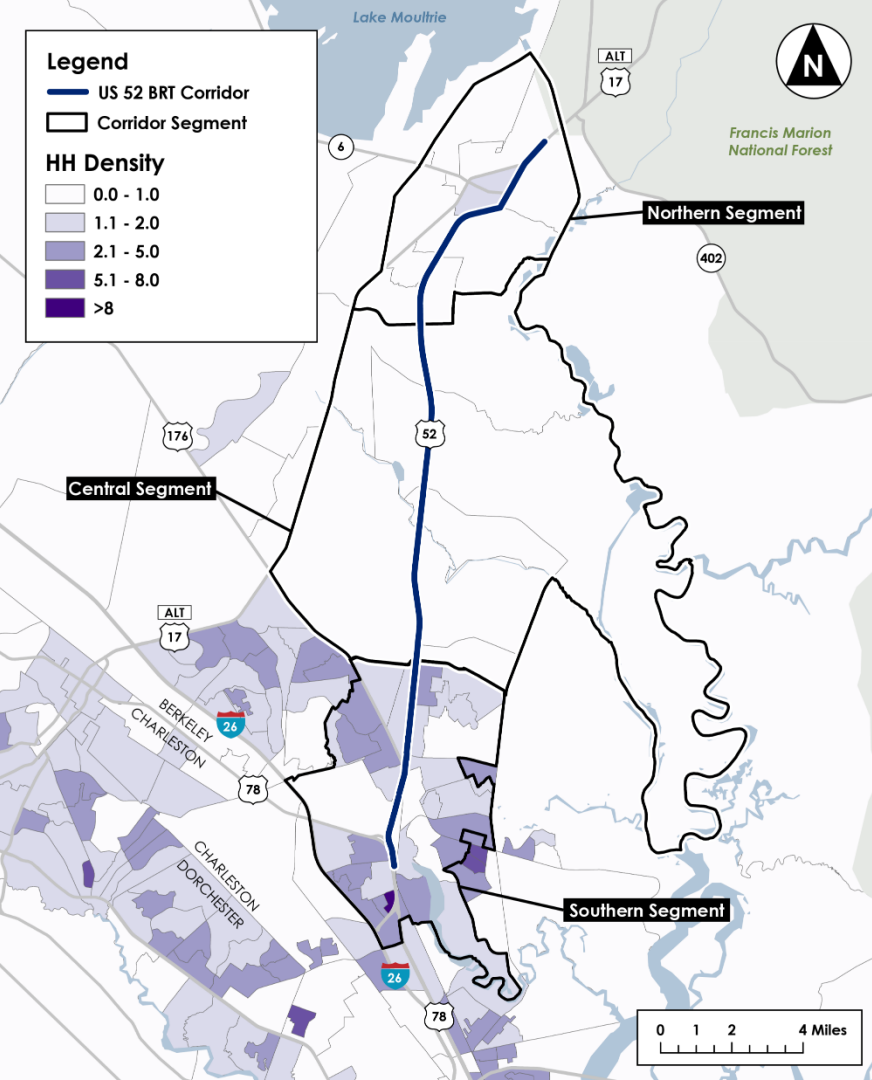 Lake Moultrie
ALT
17
N
Legend
US 52 BRT Corridor
Corridor Segment
HH Density
0.0 - 1.0
1.1 - 2.0
2.1 - 5.0
5.1 - 8.0
>8
6
Francis Marion
National Forest
Northern Segment
402
176
52
Central Segment
ALT
17
BERKELEY
CHARLESTON
26
78
CHARLESTON
DORCHESTER
Southern Segment
26
78
0 1 2 4 Miles